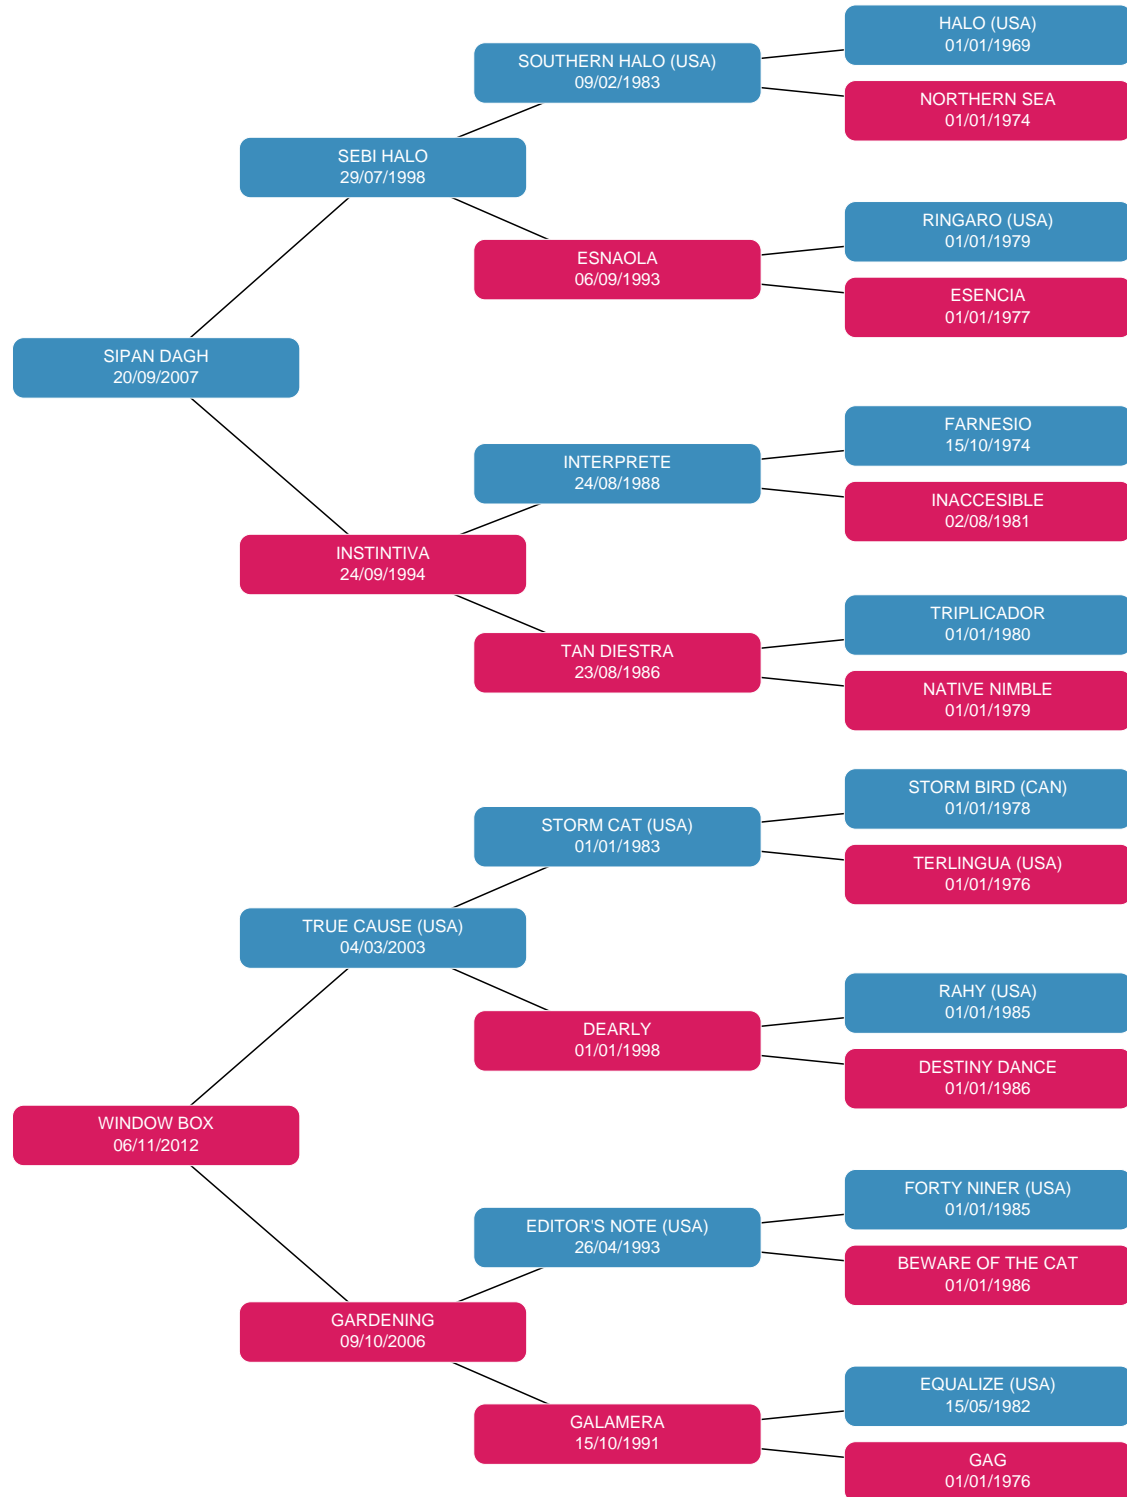 HALO (USA)
01/01/1969
SOUTHERN HALO (USA)
09/02/1983
NORTHERN SEA
01/01/1974
SEBI HALO
29/07/1998
RINGARO (USA)
01/01/1979
ESNAOLA
06/09/1993
ESENCIA
01/01/1977
SIPAN DAGH
20/09/2007
FARNESIO
15/10/1974
INTERPRETE
24/08/1988
INACCESIBLE
02/08/1981
INSTINTIVA
24/09/1994
TRIPLICADOR
01/01/1980
TAN DIESTRA
23/08/1986
NATIVE NIMBLE
01/01/1979
STORM BIRD (CAN)
01/01/1978
STORM CAT (USA)
01/01/1983
TERLINGUA (USA)
01/01/1976
TRUE CAUSE (USA)
04/03/2003
RAHY (USA)
01/01/1985
DEARLY
01/01/1998
DESTINY DANCE
01/01/1986
WINDOW BOX
06/11/2012
FORTY NINER (USA)
01/01/1985
EDITOR'S NOTE (USA)
26/04/1993
BEWARE OF THE CAT
01/01/1986
GARDENING
09/10/2006
EQUALIZE (USA)
15/05/1982
GALAMERA
15/10/1991
GAG
01/01/1976